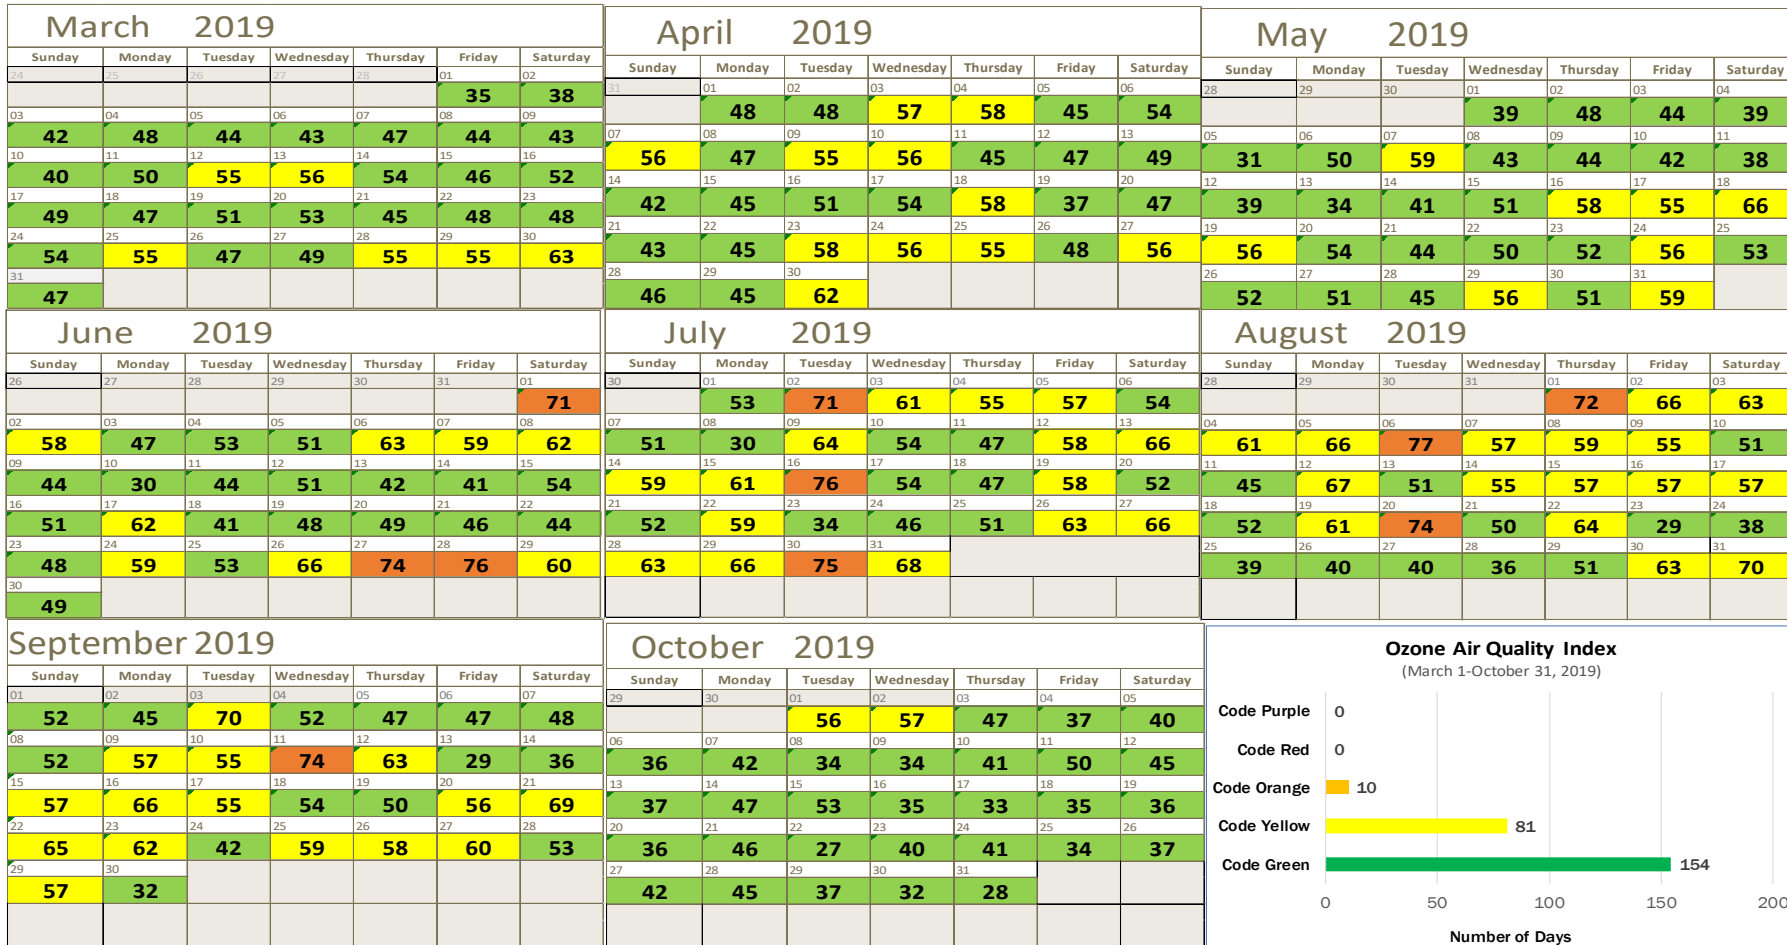 March 2019
Sunday Monday Tuesday Wednesday Thursday Friday Saturday
24 25 26 27 28 01 02
35 38
03 04 05 06 07 08 09
42 48 44 43 47 44 43
10 11 12 13 14 15 16
40 50 55 56 54 46 52
17 18 19 20 21 22 23
49 47 51 53 45 48 48
24 25 26 27 28 29 30
54 55 47 49 55 55 63
31
47
April 2019
Sunday Monday Tuesday Wednesday Thursday Friday Saturday
31 01 02 03 04 05 06
48 48 57 58 45 54
07 08 09 10 11 12 13
56 47 55 56 45 47 49
14 15 16 17 18 19 20
42 45 51 54 58 37 47
21 22 23 24 25 26 27
43 45 58 56 55 48 56
28 29 30
46 45 62
May 2019
Sunday Monday Tuesday Wednesday Thursday Friday Saturday
28 29 30 01 02 03 04
39 48 44 39
05 06 07 08 09 10 11
31 50 59 43 44 42 38
12 13 14 15 16 17 18
39 34 41 51 58 55 66
19 20 21 22 23 24 25
56 54 44 50 52 56 53
26 27 28 29 30 31
52 51 45 56 51 59
June 2019
Sunday Monday Tuesday Wednesday Thursday Friday Saturday
26 27 28 29 30 31 01
71
02 03 04 05 06 07 08
58 47 53 51 63 59 62
09 10 11 12 13 14 15
44 30 44 51 42 41 54
16 17 18 19 20 21 22
51 62 41 48 49 46 44
23 24 25 26 27 28 29
48 59 53 66 74 76 60
30
49
July 2019
Sunday Monday Tuesday Wednesday Thursday Friday Saturday
30 01 02 03 04 05 06
53 71 61 55 57 54
07 08 09 10 11 12 13
51 30 64 54 47 58 66
14 15 16 17 18 19 20
59 61 76 54 47 58 52
21 22 23 24 25 26 27
52 59 34 46 51 63 66
28 29 30 31
63 66 75 68
August 2019
Sunday Monday Tuesday Wednesday Thursday Friday Saturday
28 29 30 31 01 02 03
72 66 63
04 05 06 07 08 09 10
61 66 77 57 59 55 51
11 12 13 14 15 16 17
45 67 51 55 57 57 57
18 19 20 21 22 23 24
52 61 74 50 64 29 38
25 26 27 28 29 30 31
39 40 40 36 51 63 70
September 2019
Sunday Monday Tuesday Wednesday Thursday Friday Saturday
01 02 03 04 05 06 07
52 45 70 52 47 47 48
08 09 10 11 12 13 14
52 57 55 74 63 29 36
15 16 17 18 19 20 21
57 66 55 54 50 56 69
22 23 24 25 26 27 28
65 62 42 59 58 60 53
29 30
57 32
October 2019
Sunday Monday Tuesday Wednesday Thursday Friday Saturday
29 30 01 02 03 04 05
56 57 47 37 40
06 07 08 09 10 11 12
36 42 34 34 41 50 45
13 14 15 16 17 18 19
37 47 53 35 33 35 36
20 21 22 23 24 25 26
36 46 27 40 41 34 37
27 28 29 30 31
42 45 37 32 28
Ozone Air Quality Index
(March 1-October 31, 2019)
Code Purple 0
Code Red 0
Code Orange 10
Code Yellow 81
Code Green 154
0 50 100 150 200
Number of Days